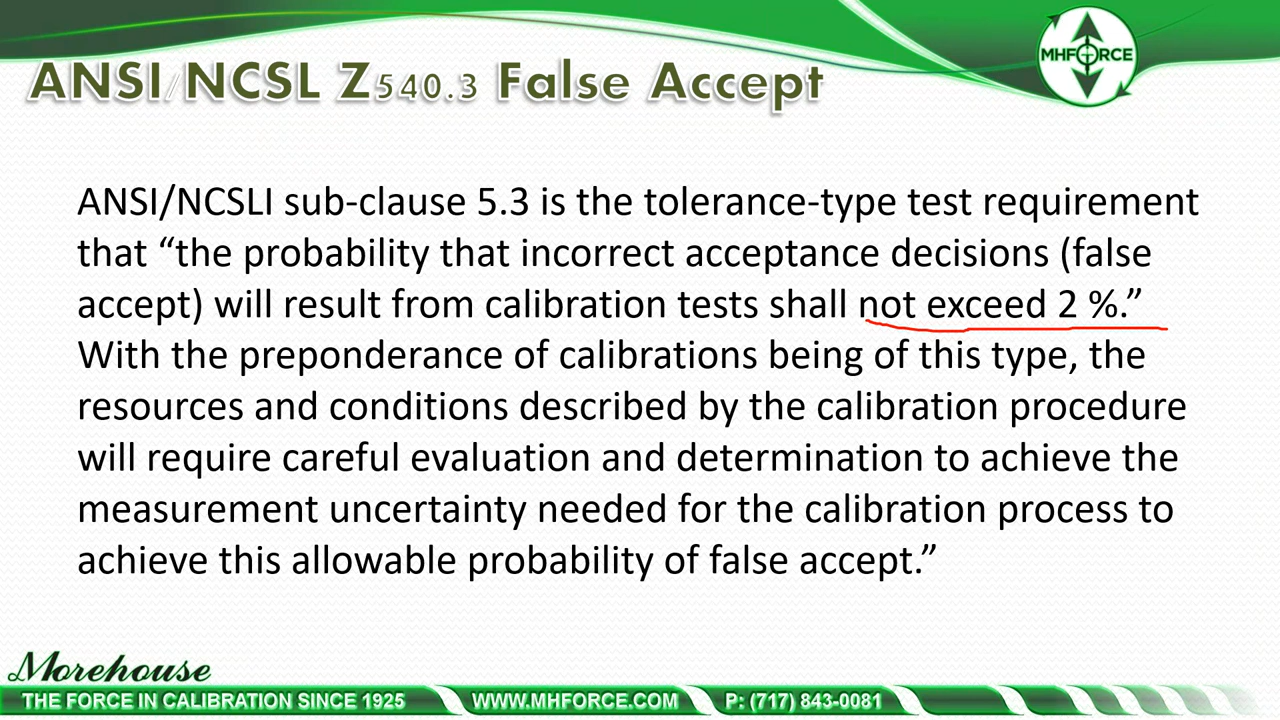 MHFORCE
ANSI/NCSL Z540.3 False Accept
ANSI/NCSLI sub-clause 5.3 is the tolerance-type test requirement
that “the probability that incorrect acceptance decisions (false
accept) will result from calibration tests shall not exceed 2 %.”
With the preponderance of calibrations being of this type, the
resources and conditions described by the calibration procedure
will require careful evaluation and determination to achieve the
measurement uncertainty needed for the calibration process to
achieve this allowable probability of false accept.”
Morehouse
THE FORCE IN CALIBRATION SINCE 1925 WWW.MHFORCE.COM P: (717) 843-0081